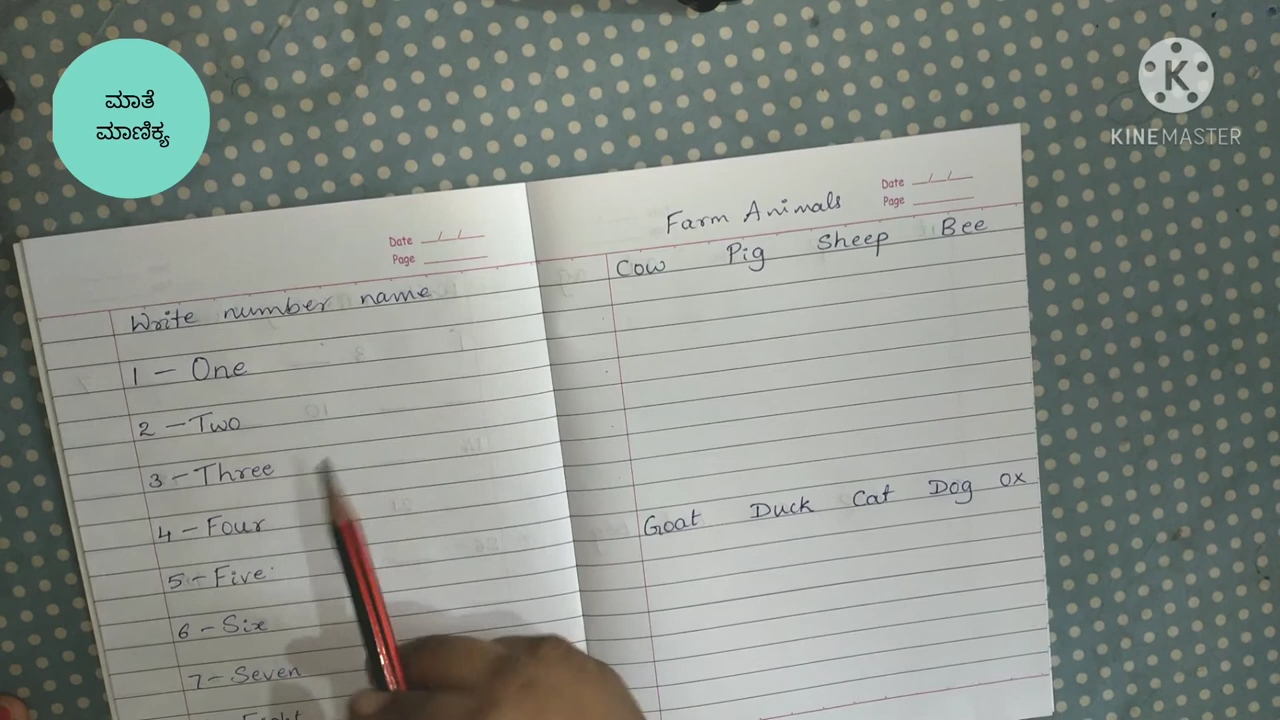 ಮಾತೆ
ಮಾಣಿಕ್ಯ
K
KINEMASTER
Date
Page
Write number name
1 - One
2 - Two
3 - Three
4 - Four
5 - Five
6 - Six
7 - Seven
Eight
Date
Page
Farm Animals
Cow Pig Sheep Bee
Goat Duck Cat Dog Ox